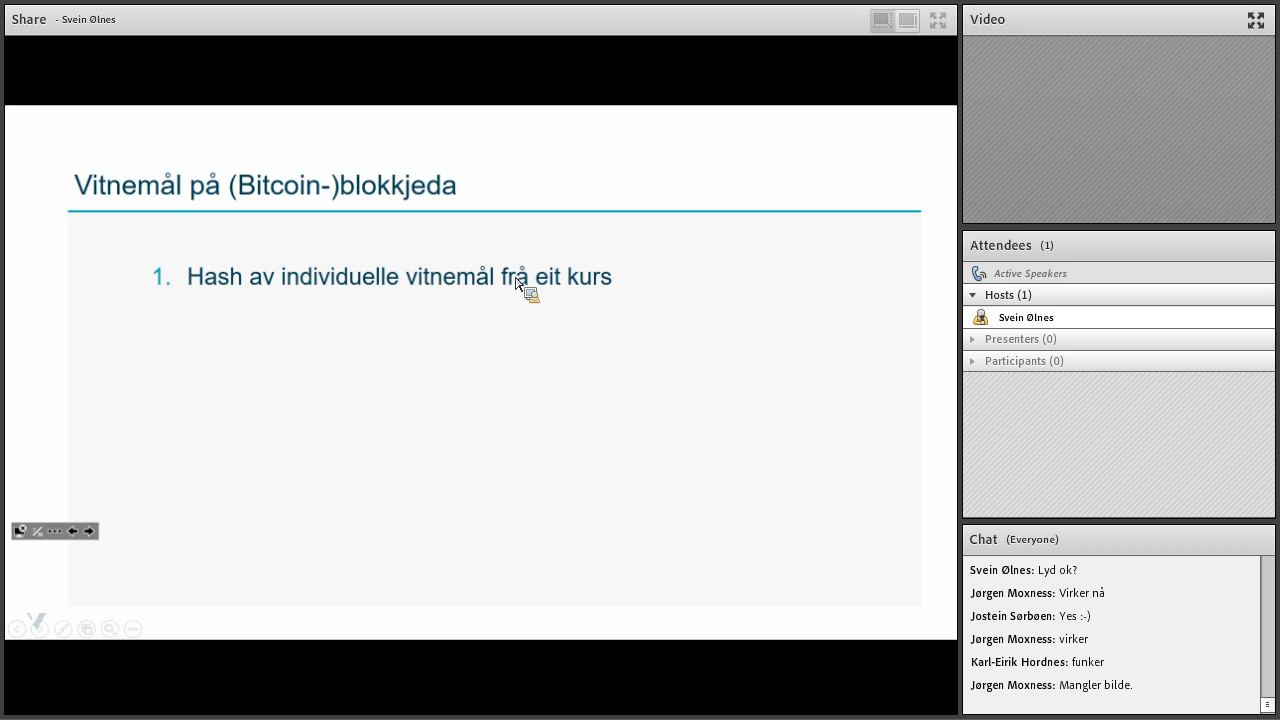 Share - Svein Ølnes
Vitnemål på (Bitcoin-)blokkjeda
1. Hash av individuelle vitnemål frå eit kurs
Video
Attendees (1)
Active Speakers
Hosts (1)
Svein Ølnes
Presenters (0)
Participants (0)
Chat (Everyone)
Svein Ølnes: Lyd ok?
Jørgen Moxness: Virker nå
Jostein Sørbøen: Yes :-)
Jørgen Moxness: virker
Karl-Eirik Hordnes: funker
Jørgen Moxness: Mangler bilde.